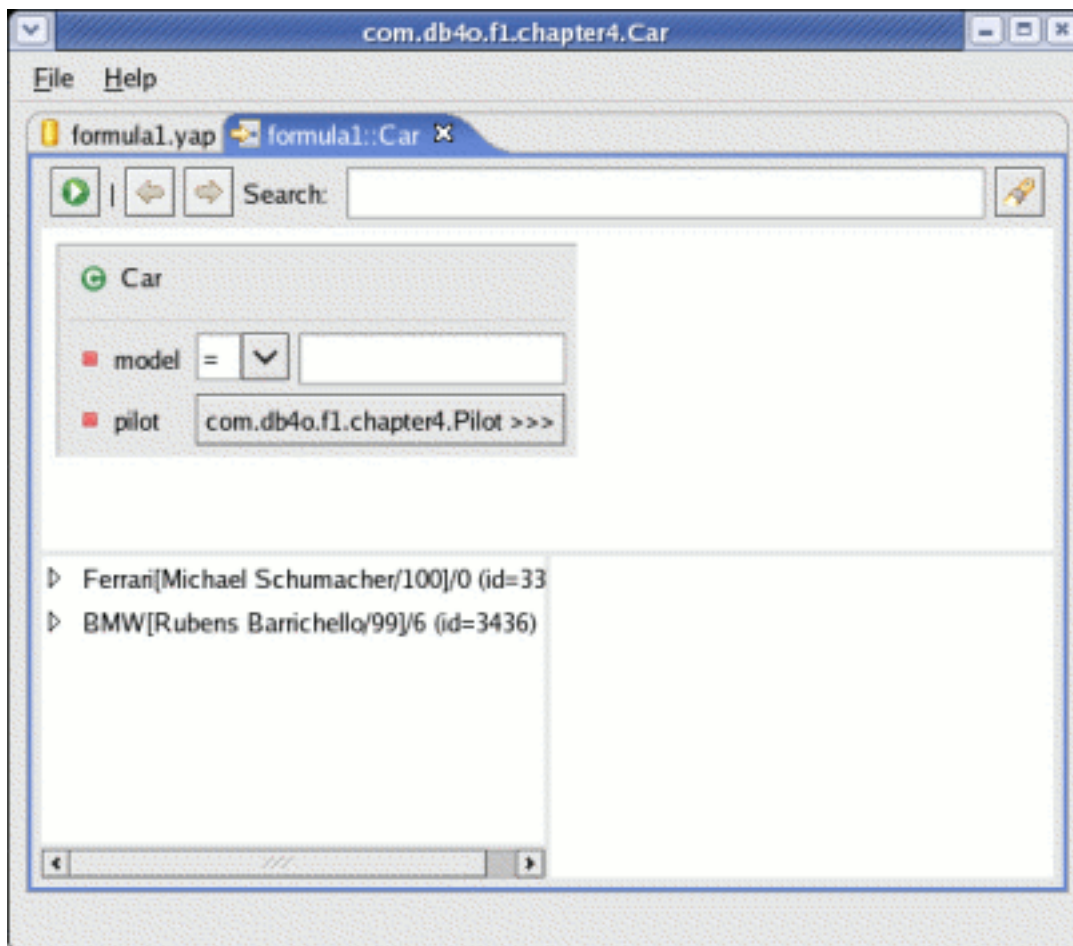 com.db4o.f1.chapter4.Car
File Help
formula1.yap formula1::Car
Search:
Car
model =
pilot com.db4o.f1.chapter4.Pilot >>>
Ferrari[Michael Schumacher/100]/0 (id=33
BMW[Rubens Barrichello/99]/6 (id=3436)